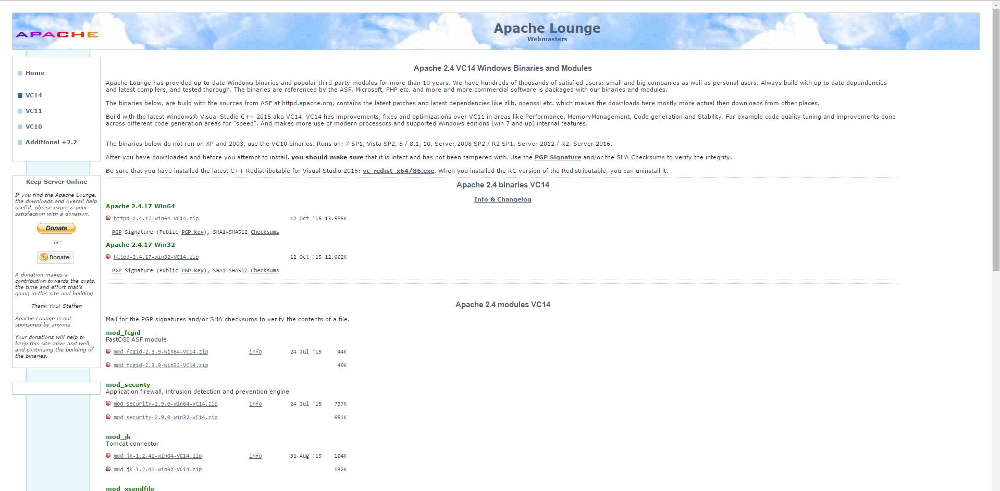 APACHE
Apache Lounge
Webmasters
Home
VC14
VC11
VC10
Additional +2.2
Keep Server Online
If you find the Apache Lounge,
the downloads and overall help
useful, please express your
satisfaction with a donation.
Donate
or
Donate
A donation makes a
contribution towards the costs,
the time and effort that's
going in this site and building.
Thank You! Steffen
Apache Lounge is not
sponsored by anyone.
Your donations will help to
keep this site alive and well,
and continuing the building of
the binaries.
Apache 2.4 VC14 Windows Binaries and Modules
Apache Lounge has provided up-to-date Windows binaries and popular third-party modules for more than 10 years. We have hundreds of thousands of satisfied users: small and big companies as well as personal users. Always build with up to date dependencies
and latest compilers, and tested thorough. The binaries are referenced by the ASF, Microsoft, PHP etc. and more and more commercial software is packaged with our binaries and modules.
The binaries below, are build with the sources from ASF at httpd.apache.org, contains the latest patches and latest dependencies like zlib, openssl etc. which makes the downloads here mostly more actual then downloads from other places.
Build with the latest Windows® Visual Studio C++ 2015 aka VC14. VC14 has improvements, fixes and optimizations over VC11 in areas like Performance, MemoryManagement, Code generation and Stability. For example code quality tuning and improvements done
across different code generation areas for "speed". And makes more use of modern processors and supported Windows editions (win 7 and up) internal features.
The binaries below do not run on XP and 2003, use the VC10 binaries. Runs on: 7 SP1, Vista SP2, 8 / 8.1, 10, Server 2008 SP2 / R2 SP1, Server 2012 / R2, Server 2016.
After you have downloaded and before you attempt to install, you should make sure that it is intact and has not been tampered with. Use the PGP Signature and/or the SHA Checksums to verify the integrity.
Be sure that you have installed the latest C++ Redistributable for Visual Studio 2015: vc_redist_x64/86.exe. When you installed the RC version of the Redistributable, you can uninstall it.
Apache 2.4 binaries VC14
Info & Changelog
Apache 2.4.17 Win64
httpd-2.4.17-win64-VC14.zip 12 Oct '15 13.586K
PGP Signature (Public PGP key), SHA1-SHA512 Checksums
Apache 2.4.17 Win32
httpd-2.4.17-win32-VC14.zip 12 Oct '15 12.662K
PGP Signature (Public PGP key), SHA1-SHA512 Checksums
Apache 2.4 modules VC14
Mail for the PGP signatures and/or SHA checksums to verify the contents of a file.
mod_fcgid
FastCGI ASF module
mod_fcgid-2.3.9-win64-VC14.zip info 24 Jul '15 44K
mod_fcgid-2.3.9-win32-VC14.zip 40K
mod_security
Application firewall, intrusion detection and prevention engine
mod_security-2.9.0-win64-VC14.zip info 24 Jul '15 737K
mod_security-2.9.0-win32-VC14.zip 651K
mod_jk
Tomcat connector
mod_jk-1.2.41-win64-VC14.zip info 31 Aug '15 164K
mod_jk-1.2.41-win32-VC14.zip 132K
mod_xsendfile